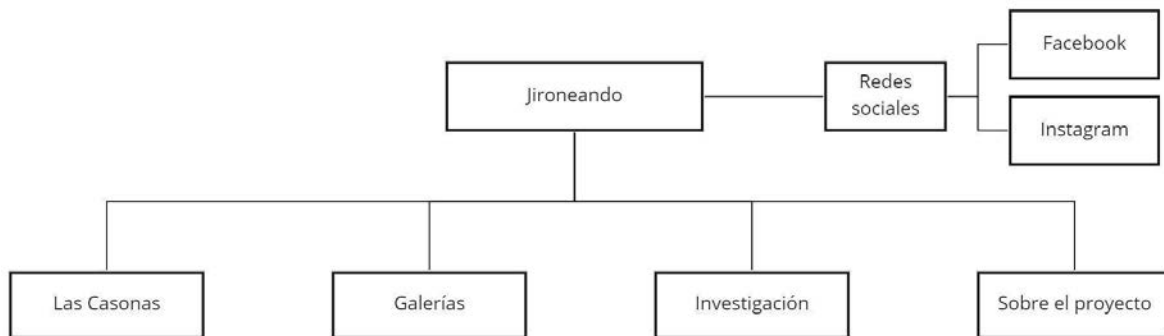 Facebook
Jironeando
Redes
sociales
Instagram
Las Casonas
Galerías
Investigación
Sobre el proyecto